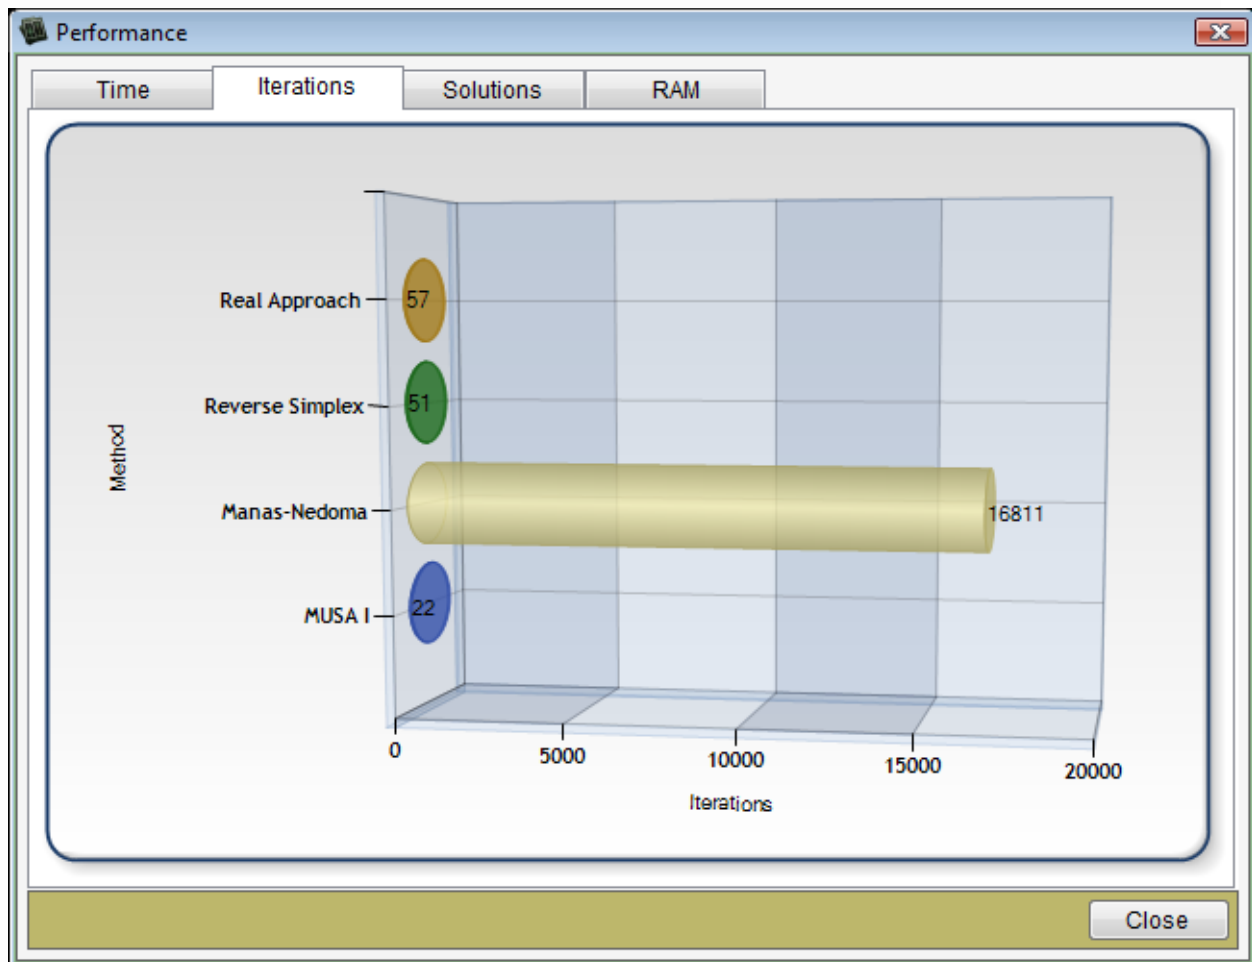 Performance
Time Iterations Solutions RAM
Real Approach 57
Reverse Simplex 51
Method
Manas-Nedoma 16811
MUSA I 22
0 5000 10000 15000 20000
Iterations
Close